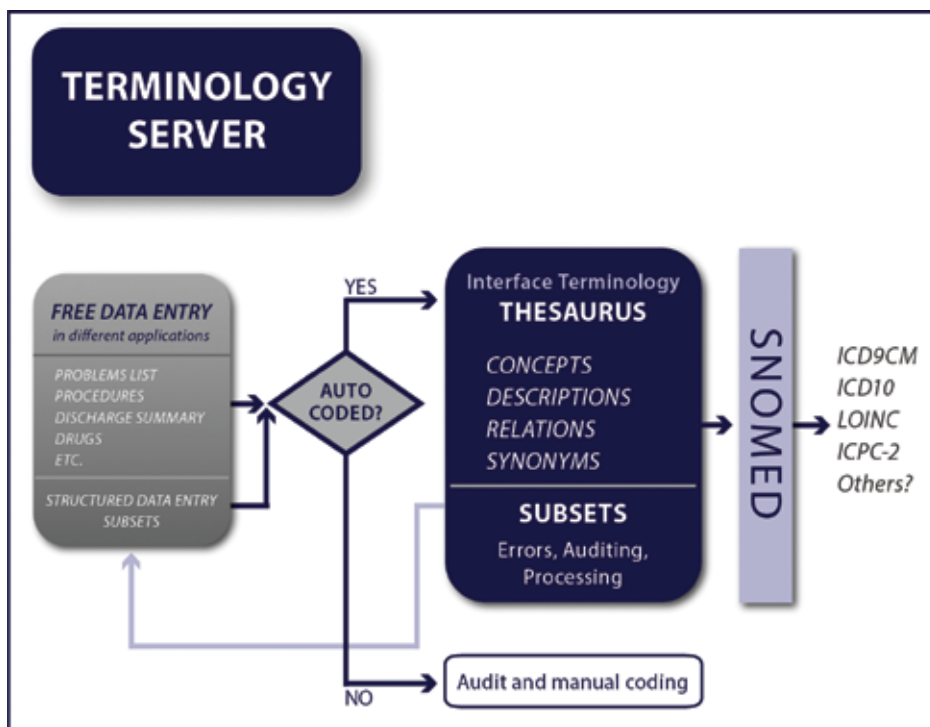 TERMINOLOGY
SERVER
FREE DATA ENTRY
in different applications
PROBLEMS LIST
PROCEDURES
DISCHARGE SUMMARY
DRUGS
ETC.
STRUCTURED DATA ENTRY
SUBSETS
YES
AUTO
CODED?
NO
Interface Terminology
THESAURUS
CONCEPTS
DESCRIPTIONS
RELATIONS
SYNONYMS
SUBSETS
Errors, Auditing,
Processing
Audit and manual coding
SNOMED
ICD9CM
ICD10
LOINC
ICPC-2
Others?